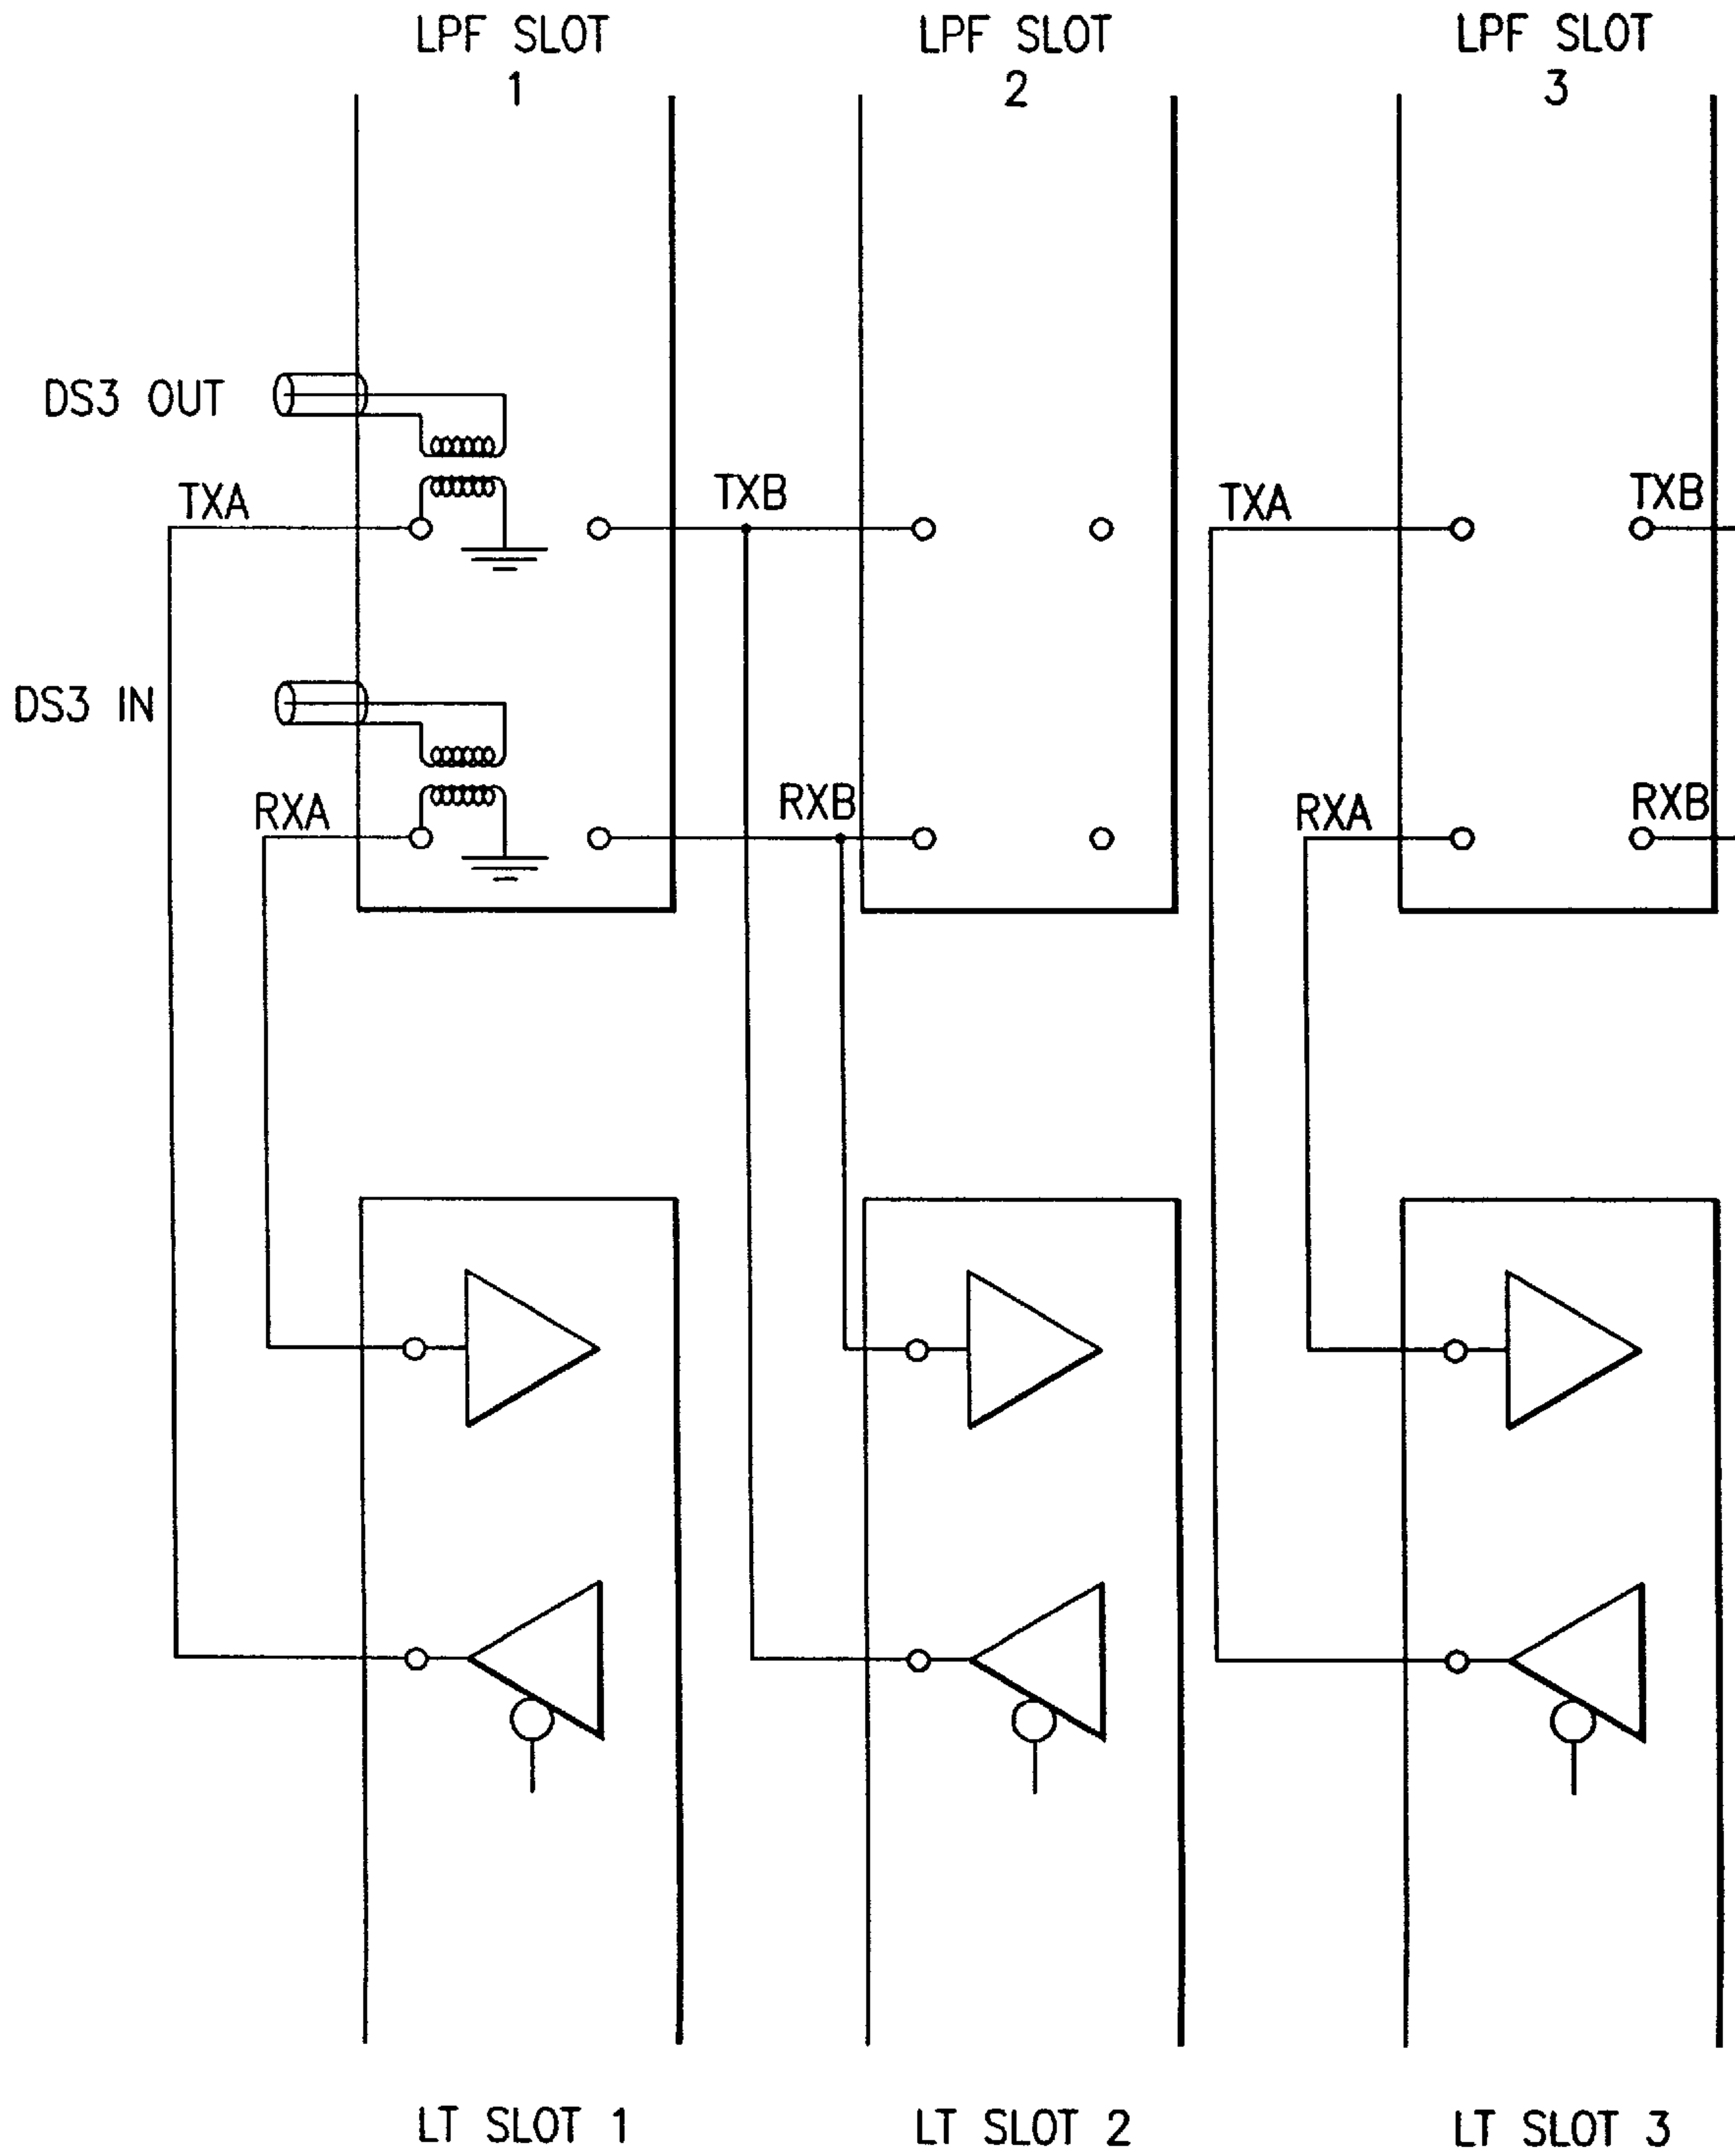 LPF SLOT
1
LPF SLOT
2
LPF SLOT
3
DS3 OUT
TXA
TXB
TXA
TXB
DS3 IN
RXA
RXB
RXA
RXB
LT SLOT 1
LT SLOT 2
LT SLOT 3